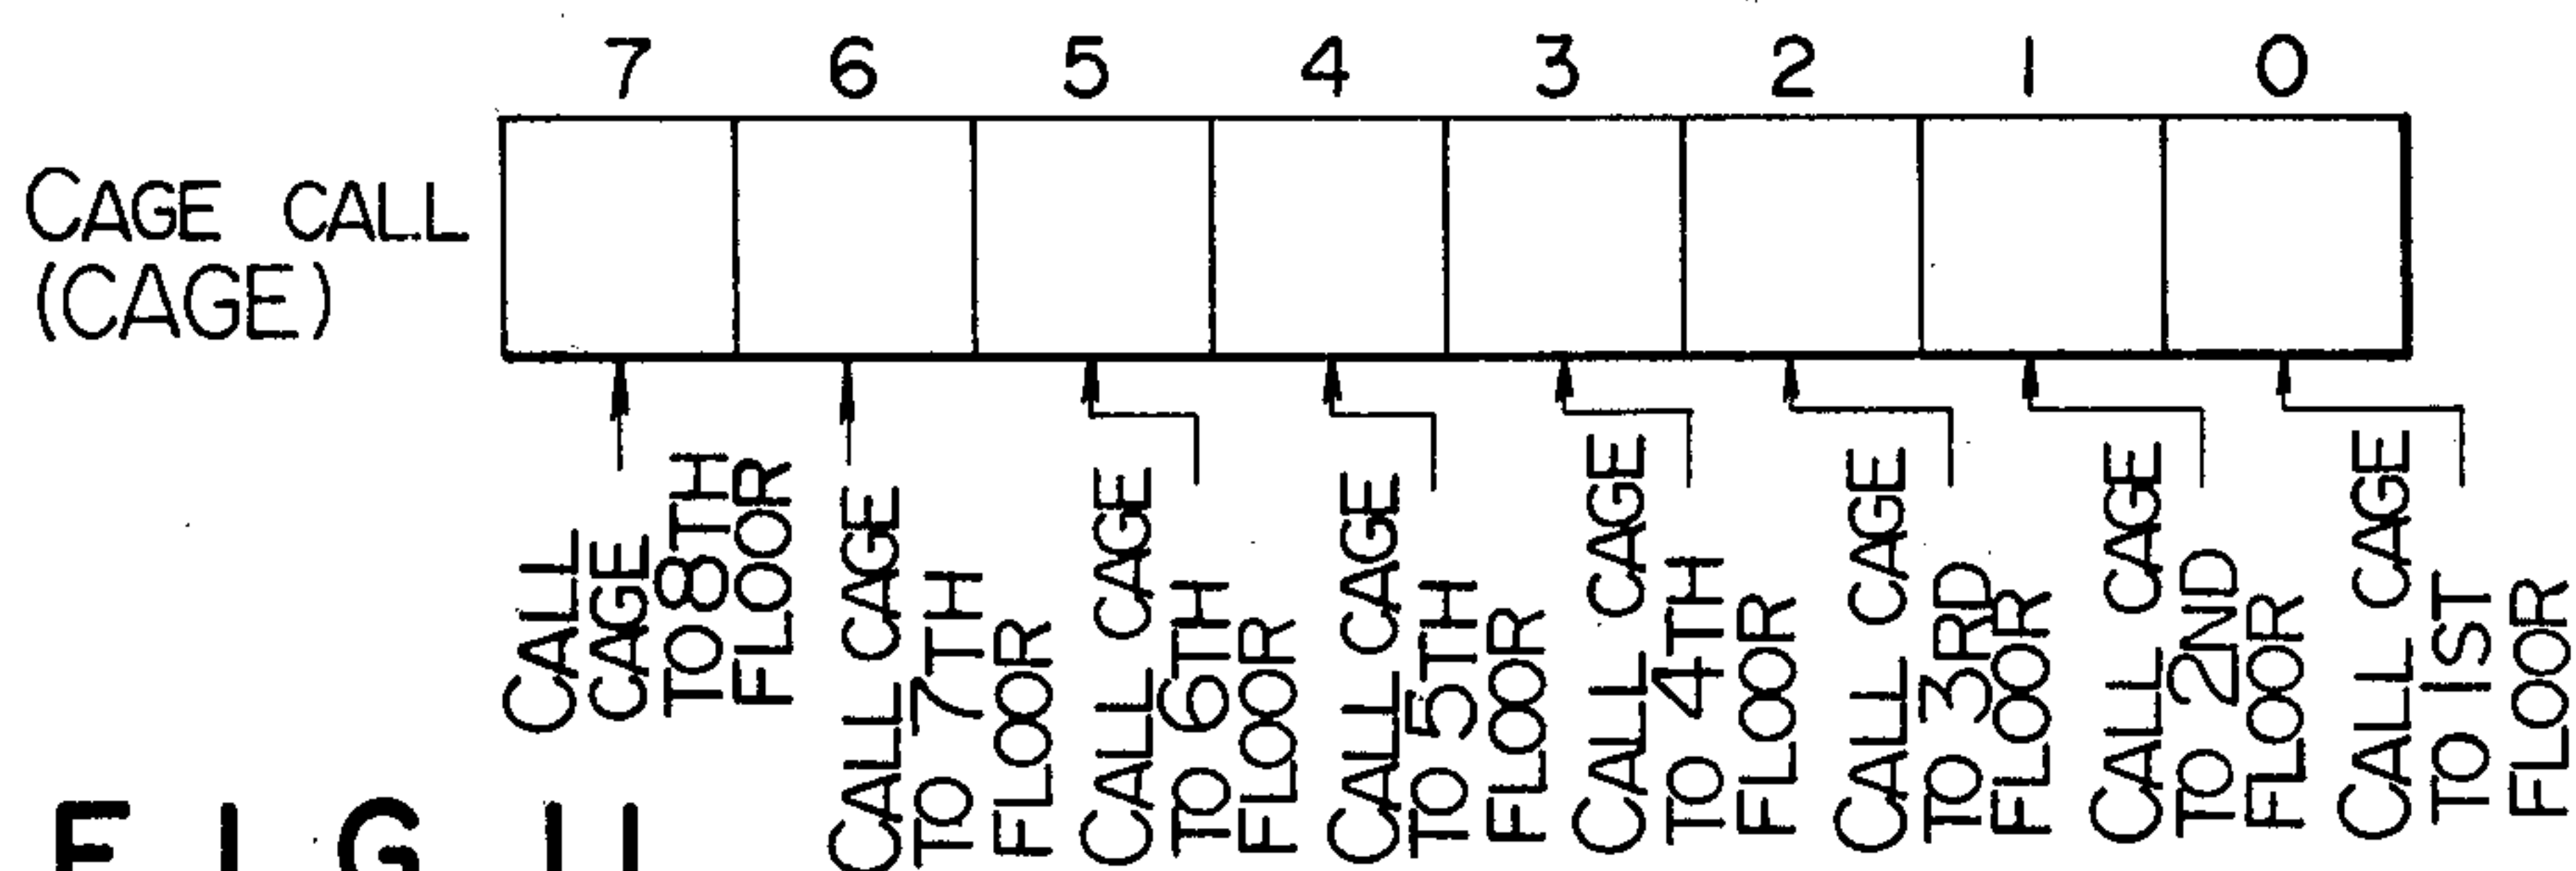 7 6 5 4 3 2 1 0
CAGE CALL
(CAGE)
CALL
CAGE
TO 8TH
FLOOR
CALL CAGE
TO 7TH
FLOOR
CALL CAGE
TO 6TH
FLOOR
CALL CAGE
TO 5TH
FLOOR
CALL CAGE
TO 4TH
FLOOR
CALL CAGE
TO 3RD
FLOOR
CALL CAGE
TO 2ND
FLOOR
CALL CAGE
TO 1ST
FLOOR
FIG 11